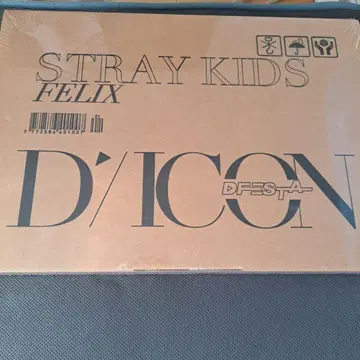 STRAY KIDS
FELIX
D'/ICON
DFESTA